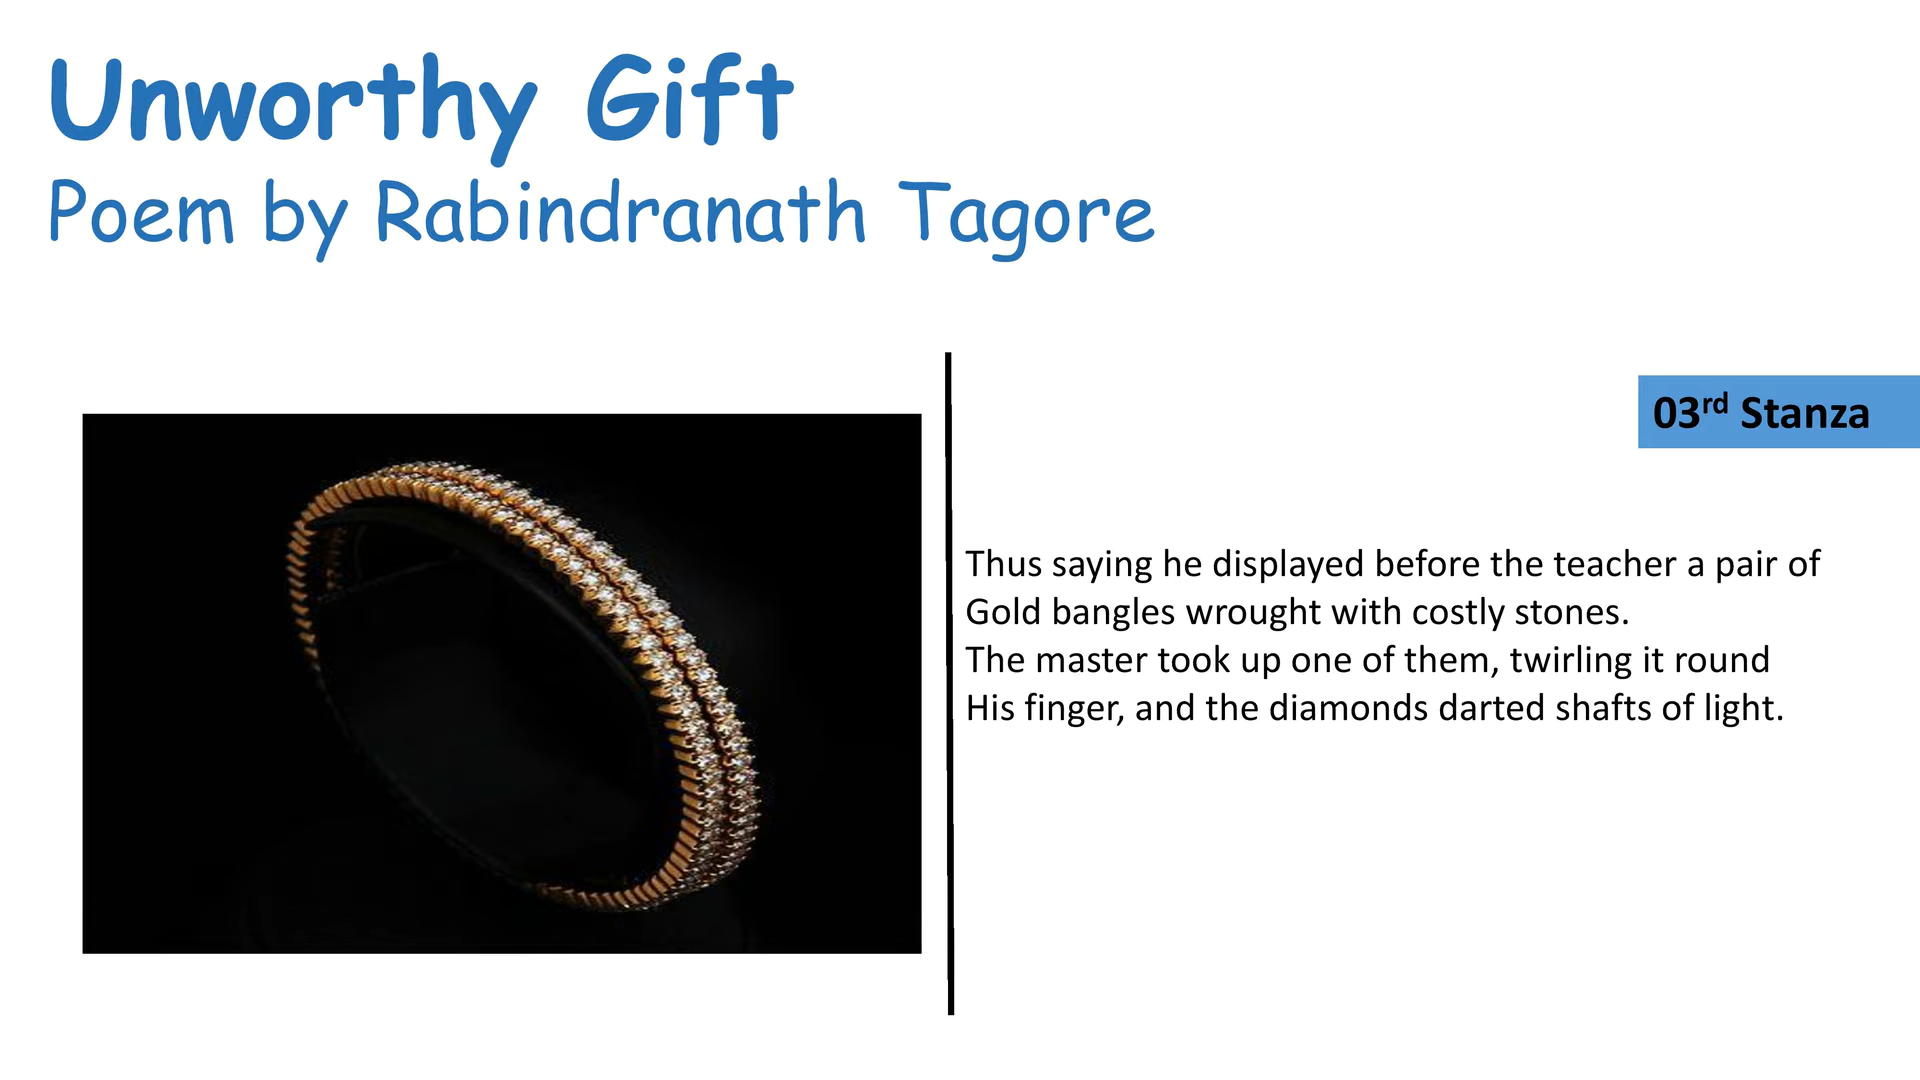 Unworthy Gift
Poem by Rabindranath Tagore
03rd Stanza
Thus saying he displayed before the teacher a pair of
Gold bangles wrought with costly stones.
The master took up one of them, twirling it round
His finger, and the diamonds darted shafts of light.